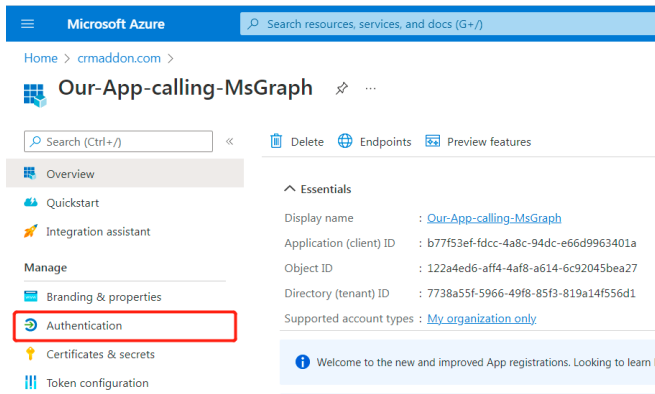 Microsoft Azure
Search resources, services, and docs (G+/)
Home > crmaddon.com >
Our-App-calling-MsGraph
Search (Ctrl+/)
Overview
Quickstart
Integration assistant
Manage
Branding & properties
Authentication
Certificates & secrets
Token configuration
Delete Endpoints Preview features
Essentials
Display name : Our-App-calling-MsGraph
Application (client) ID : b77f53ef-fdcc-4a8c-94dc-e66d9963401a
Object ID : 122a4ed6-aff4-4af8-a614-6c92045bea27
Directory (tenant) ID : 7738a55f-5966-49f8-85f3-819a14f556d1
Supported account types : My organization only
Welcome to the new and improved App registrations. Looking to learn